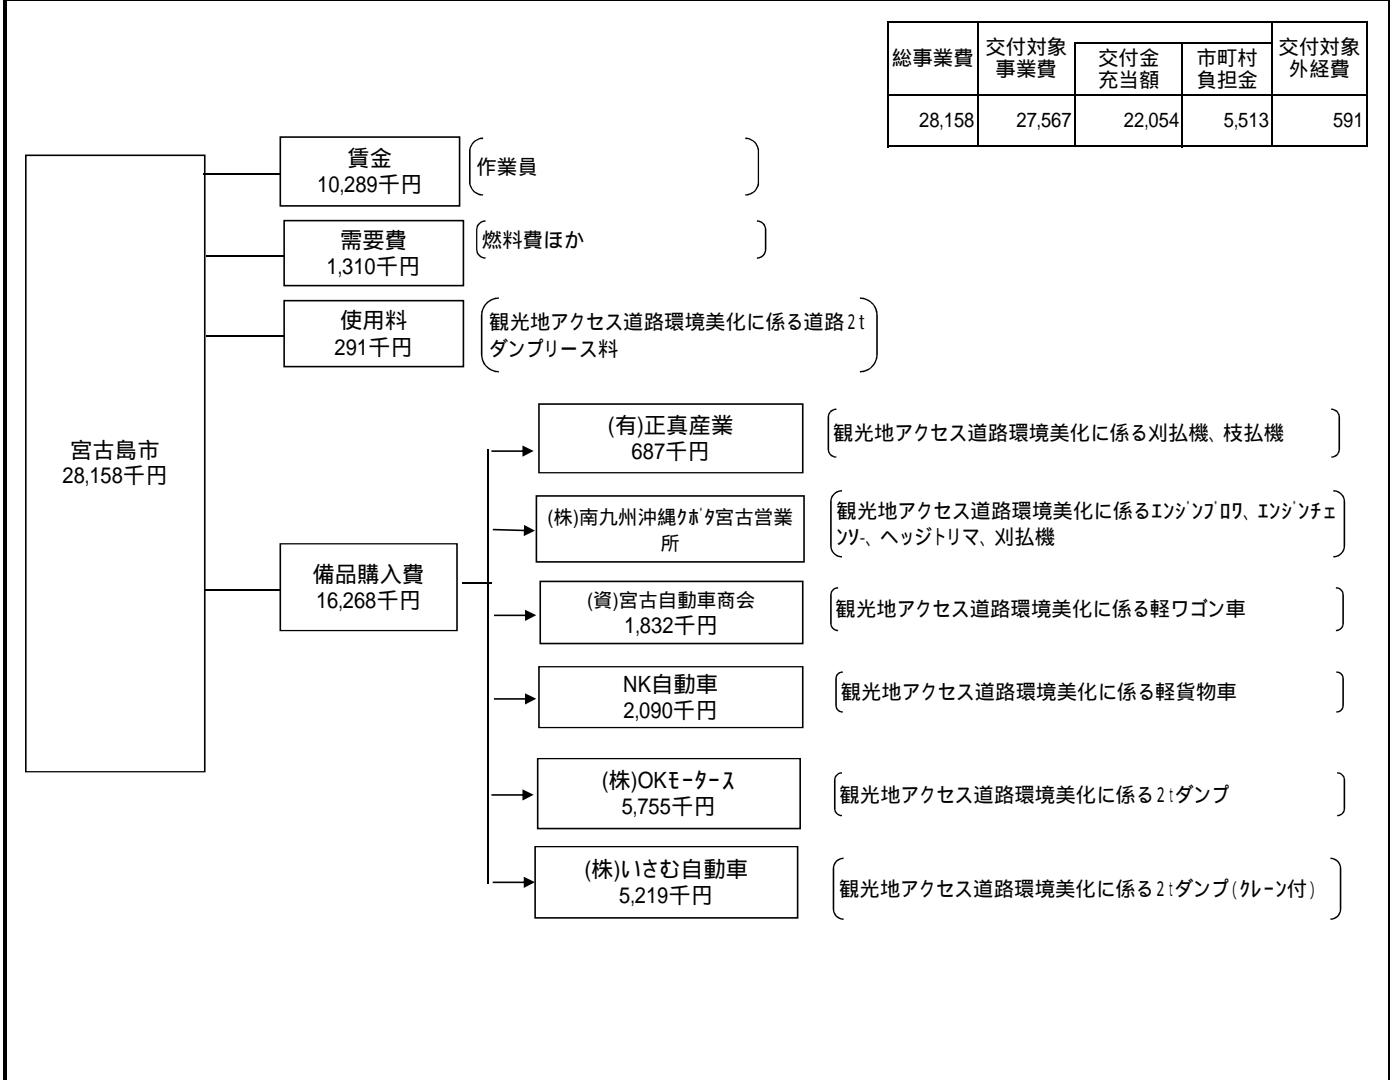 総事業費 交付対象事業費 交付金充当額 市町村負担金 交付対象外経費
28,158 27,567 22,054 5,513 591
賃金
10,289千円
作業員
需要費
1,310千円
燃料費ほか
使用料
291千円
観光地アクセス道路環境美化に係る道路2t
ダンプリース料
宮古島市
28,158千円
備品購入費
16,268千円
(有)正真産業
687千円
観光地アクセス道路環境美化に係る刈払機、枝払機
(株)南九州沖縄ｸﾎﾞﾀ宮古営業
所
観光地アクセス道路環境美化に係るｴﾝｼﾞﾝﾌﾞﾛﾜ、ｴﾝｼﾞﾝﾁｪ
ﾝｿ-、ヘッジトリマ、刈払機
(資)宮古自動車商会
1,832千円
観光地アクセス道路環境美化に係る軽ワゴン車
NK自動車
2,090千円
観光地アクセス道路環境美化に係る軽貨物車
(株)OKﾓｰﾀｰｽ
5,755千円
観光地アクセス道路環境美化に係る2tダンプ
(株)いさむ自動車
5,219千円
観光地アクセス道路環境美化に係る2tダンプ(ｸﾚｰﾝ付)